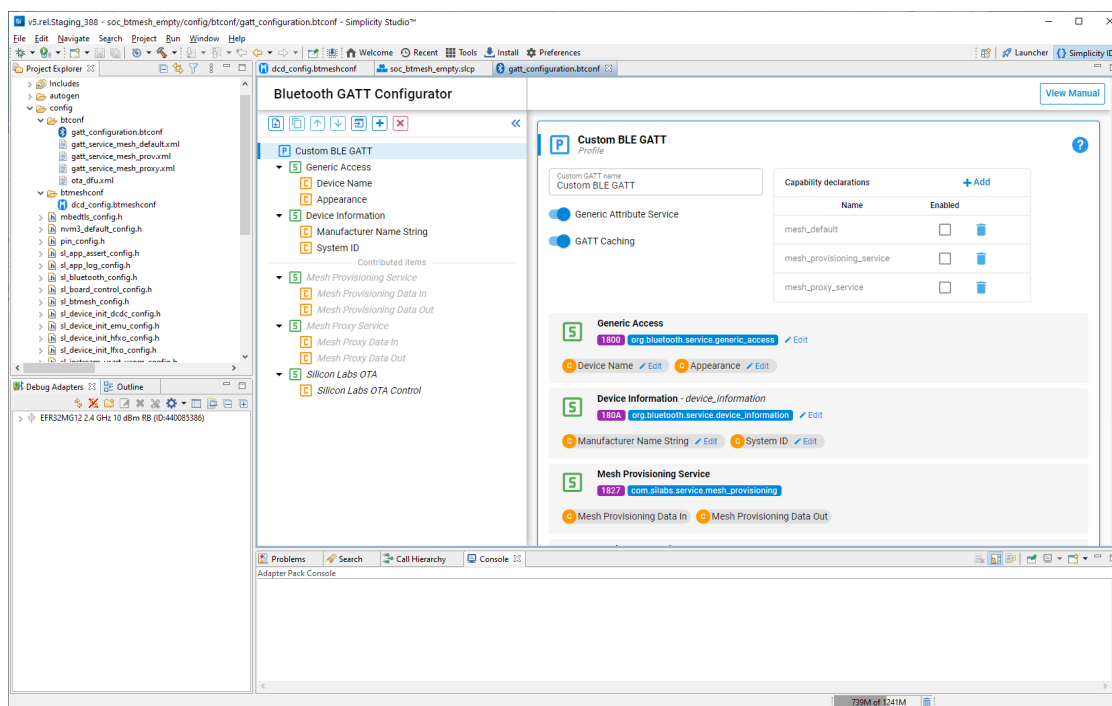 v5.rel.Staging_388 - soc_btmesh_empty/config/btconf/gatt_configuration.btconf - Simplicity Studio™
File Edit Navigate Search Project Run Window Help
Welcome Recent Tools Install Preferences
Launcher {} Simplicity ID
Project Explorer
dcd_config.btmeshconf soc_btmesh_empty.slcp gatt_configuration.btconf
Includes
autogen
config
btconf
gatt_configuration.btconf
gatt_service_mesh_default.xml
gatt_service_mesh_prov.xml
gatt_service_mesh_proxy.xml
ota_dfu.xml
btmeshconf
dcd_config.btmeshconf
mbedtls_config.h
nvm3_default_config.h
pin_config.h
sl_app_assert_config.h
sl_app_log_config.h
sl_bluetooth_config.h
sl_board_control_config.h
sl_btmesh_config.h
sl_device_init_dcdc_config.h
sl_device_init_emu_config.h
sl_device_init_hfxo_config.h
sl_device_init_lfxo_config.h
Debug Adapters Outline
EFR32MG12 2.4 GHz 10 dBm RB (ID:440085386)
Bluetooth GATT Configurator
View Manual
P Custom BLE GATT
S Generic Access
C Device Name
C Appearance
S Device Information
C Manufacturer Name String
C System ID
Contributed items
S Mesh Provisioning Service
C Mesh Provisioning Data In
C Mesh Provisioning Data Out
S Mesh Proxy Service
C Mesh Proxy Data In
C Mesh Proxy Data Out
S Silicon Labs OTA
C Silicon Labs OTA Control
P Custom BLE GATT
Profile
?
Custom GATT name
Custom BLE GATT
Generic Attribute Service
GATT Caching
Capability declarations +Add
Name Enabled
mesh_default
mesh_provisioning_service
mesh_proxy_service
S Generic Access
1800 org.bluetooth.service.generic_access Edit
C Device Name Edit C Appearance Edit
S Device Information - device_information
180A org.bluetooth.service.device_information Edit
C Manufacturer Name String Edit C System ID Edit
S Mesh Provisioning Service
1827 com.silabs.service.mesh_provisioning
C Mesh Provisioning Data In C Mesh Provisioning Data Out
Problems Search Call Hierarchy Console
Adapter Pack Console
739M of 1241M